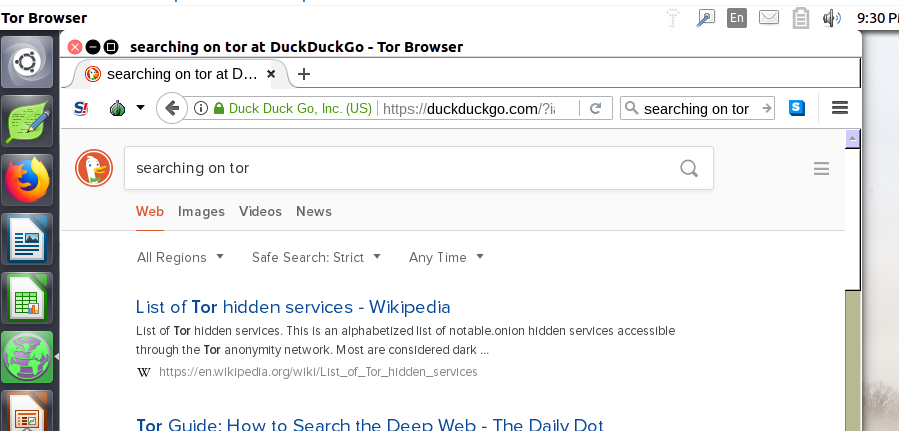 Tor Browser
En
9:30 P
searching on tor at DuckDuckGo - Tor Browser
searching on tor at D...
S!
Duck Duck Go, Inc. (US)
https://duckduckgo.com/?i
searching on tor
S
searching on tor
Web Images Videos News
All Regions Safe Search: Strict Any Time
List of Tor hidden services - Wikipedia
List of Tor hidden services. This is an alphabetized list of notable.onion hidden services accessible
through the Tor anonymity network. Most are considered dark ...
W https://en.wikipedia.org/wiki/List_of_Tor_hidden_services
Tor Guide: How to Search the Deep Web - The Daily Dot